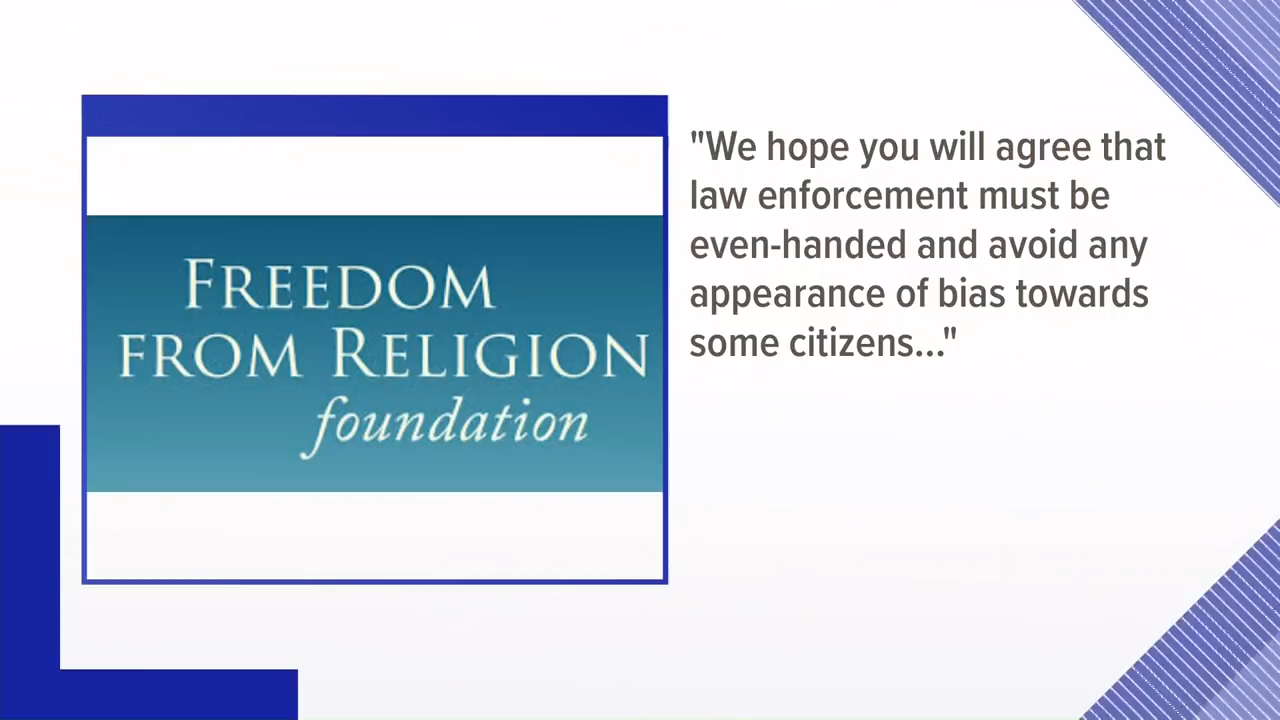 FREEDOM
FROM RELIGION
foundation
"We hope you will agree that
law enforcement must be
even-handed and avoid any
appearance of bias towards
some citizens..."